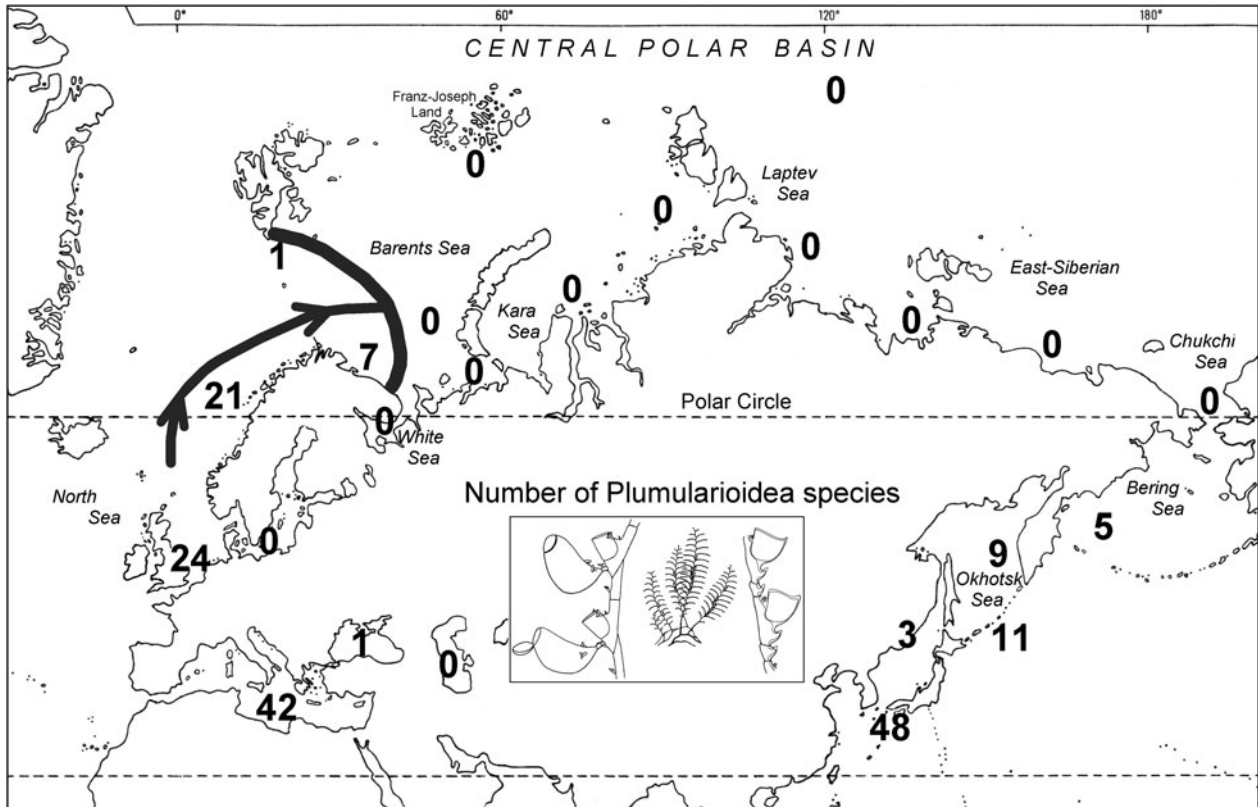 0°
60°
120°
180°
CENTRAL POLAR BASIN
0
Franz-Joseph
Land
0
Laptev
Sea
0
Barents Sea
1
0
East-Siberian
Sea
0
Kara
Sea
0
0
Chukchi
Sea
7
0
0
21
0
Polar Circle
0
White
Sea
North
Sea
Number of Plumularioidea species
Bering
Sea
5
24
0
9
Okhotsk
Sea
1
0
3
11
42
48